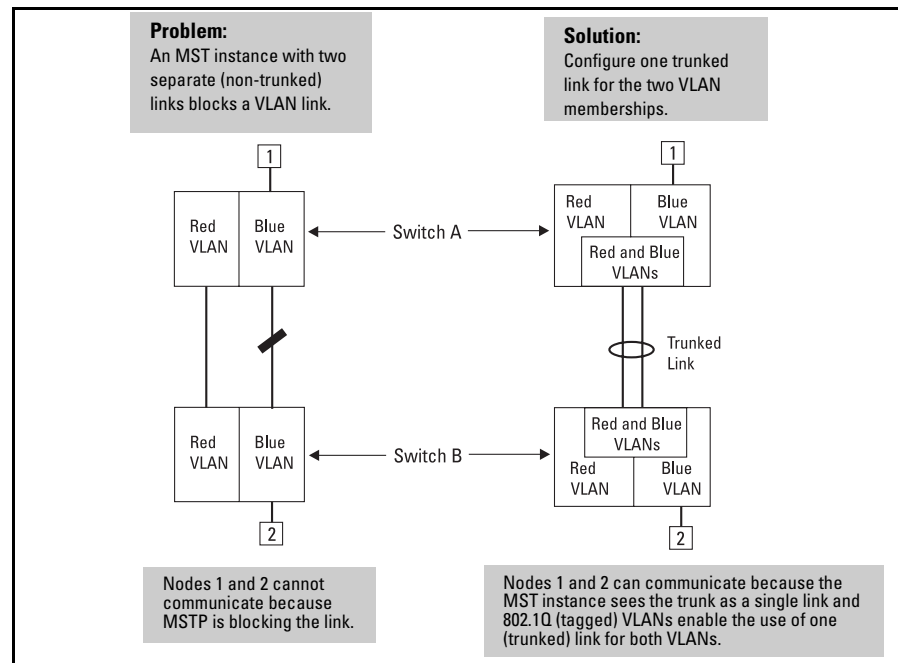 Problem:
An MST instance with two
separate (non-trunked)
links blocks a VLAN link.
Solution:
Configure one trunked
link for the two VLAN
memberships.
1
1
Red
VLAN
Blue
VLAN
Switch A
Red
VLAN
Blue
VLAN
Red and Blue
VLANs
Trunked
Link
Red
VLAN
Blue
VLAN
Switch B
Red and Blue
VLANs
Red
VLAN
Blue
VLAN
2
2
Nodes 1 and 2 cannot
communicate because
MSTP is blocking the link.
Nodes 1 and 2 can communicate because the
MST instance sees the trunk as a single link and
802.1Q (tagged) VLANs enable the use of one
(trunked) link for both VLANs.